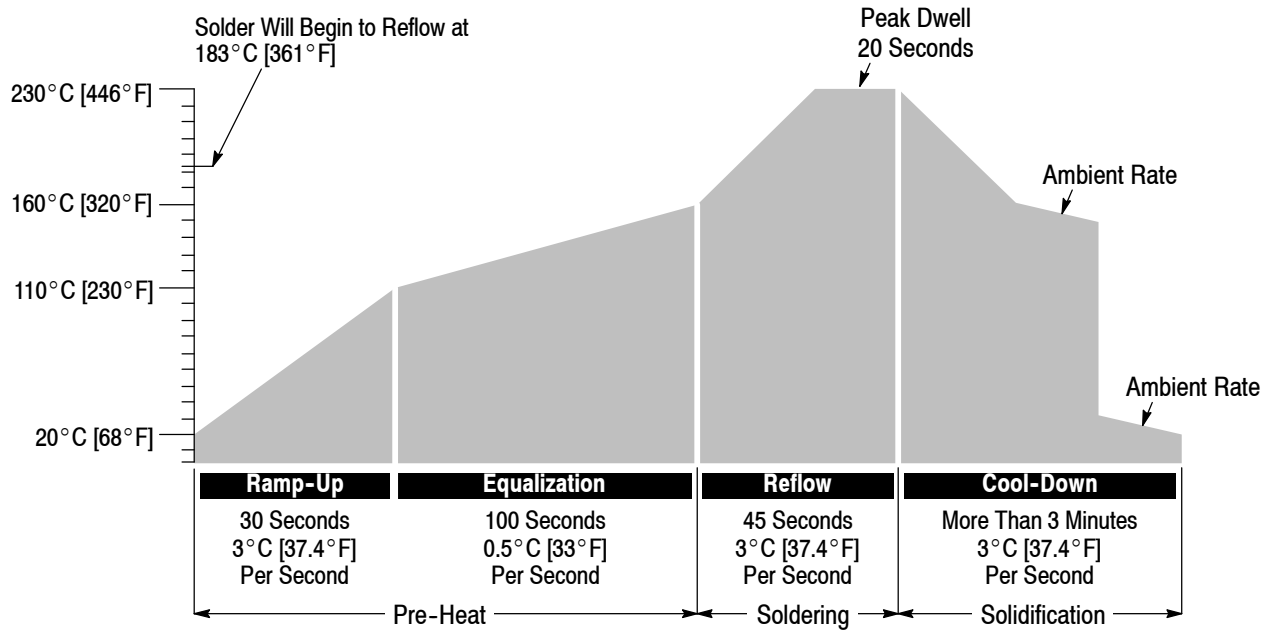 Solder Will Begin to Reflow at
183°C [361°F]
Peak Dwell
20 Seconds
230°C [446°F]
160°C [320°F]
110°C [230°F]
20°C [68°F]
Ambient Rate
Ambient Rate
Ramp-Up
30 Seconds
3°C [37.4°F]
Per Second
Equalization
100 Seconds
0.5°C [33°F]
Per Second
Reflow
45 Seconds
3°C [37.4°F]
Per Second
Cool-Down
More Than 3 Minutes
3°C [37.4°F]
Per Second
Pre-Heat
Soldering
Solidification